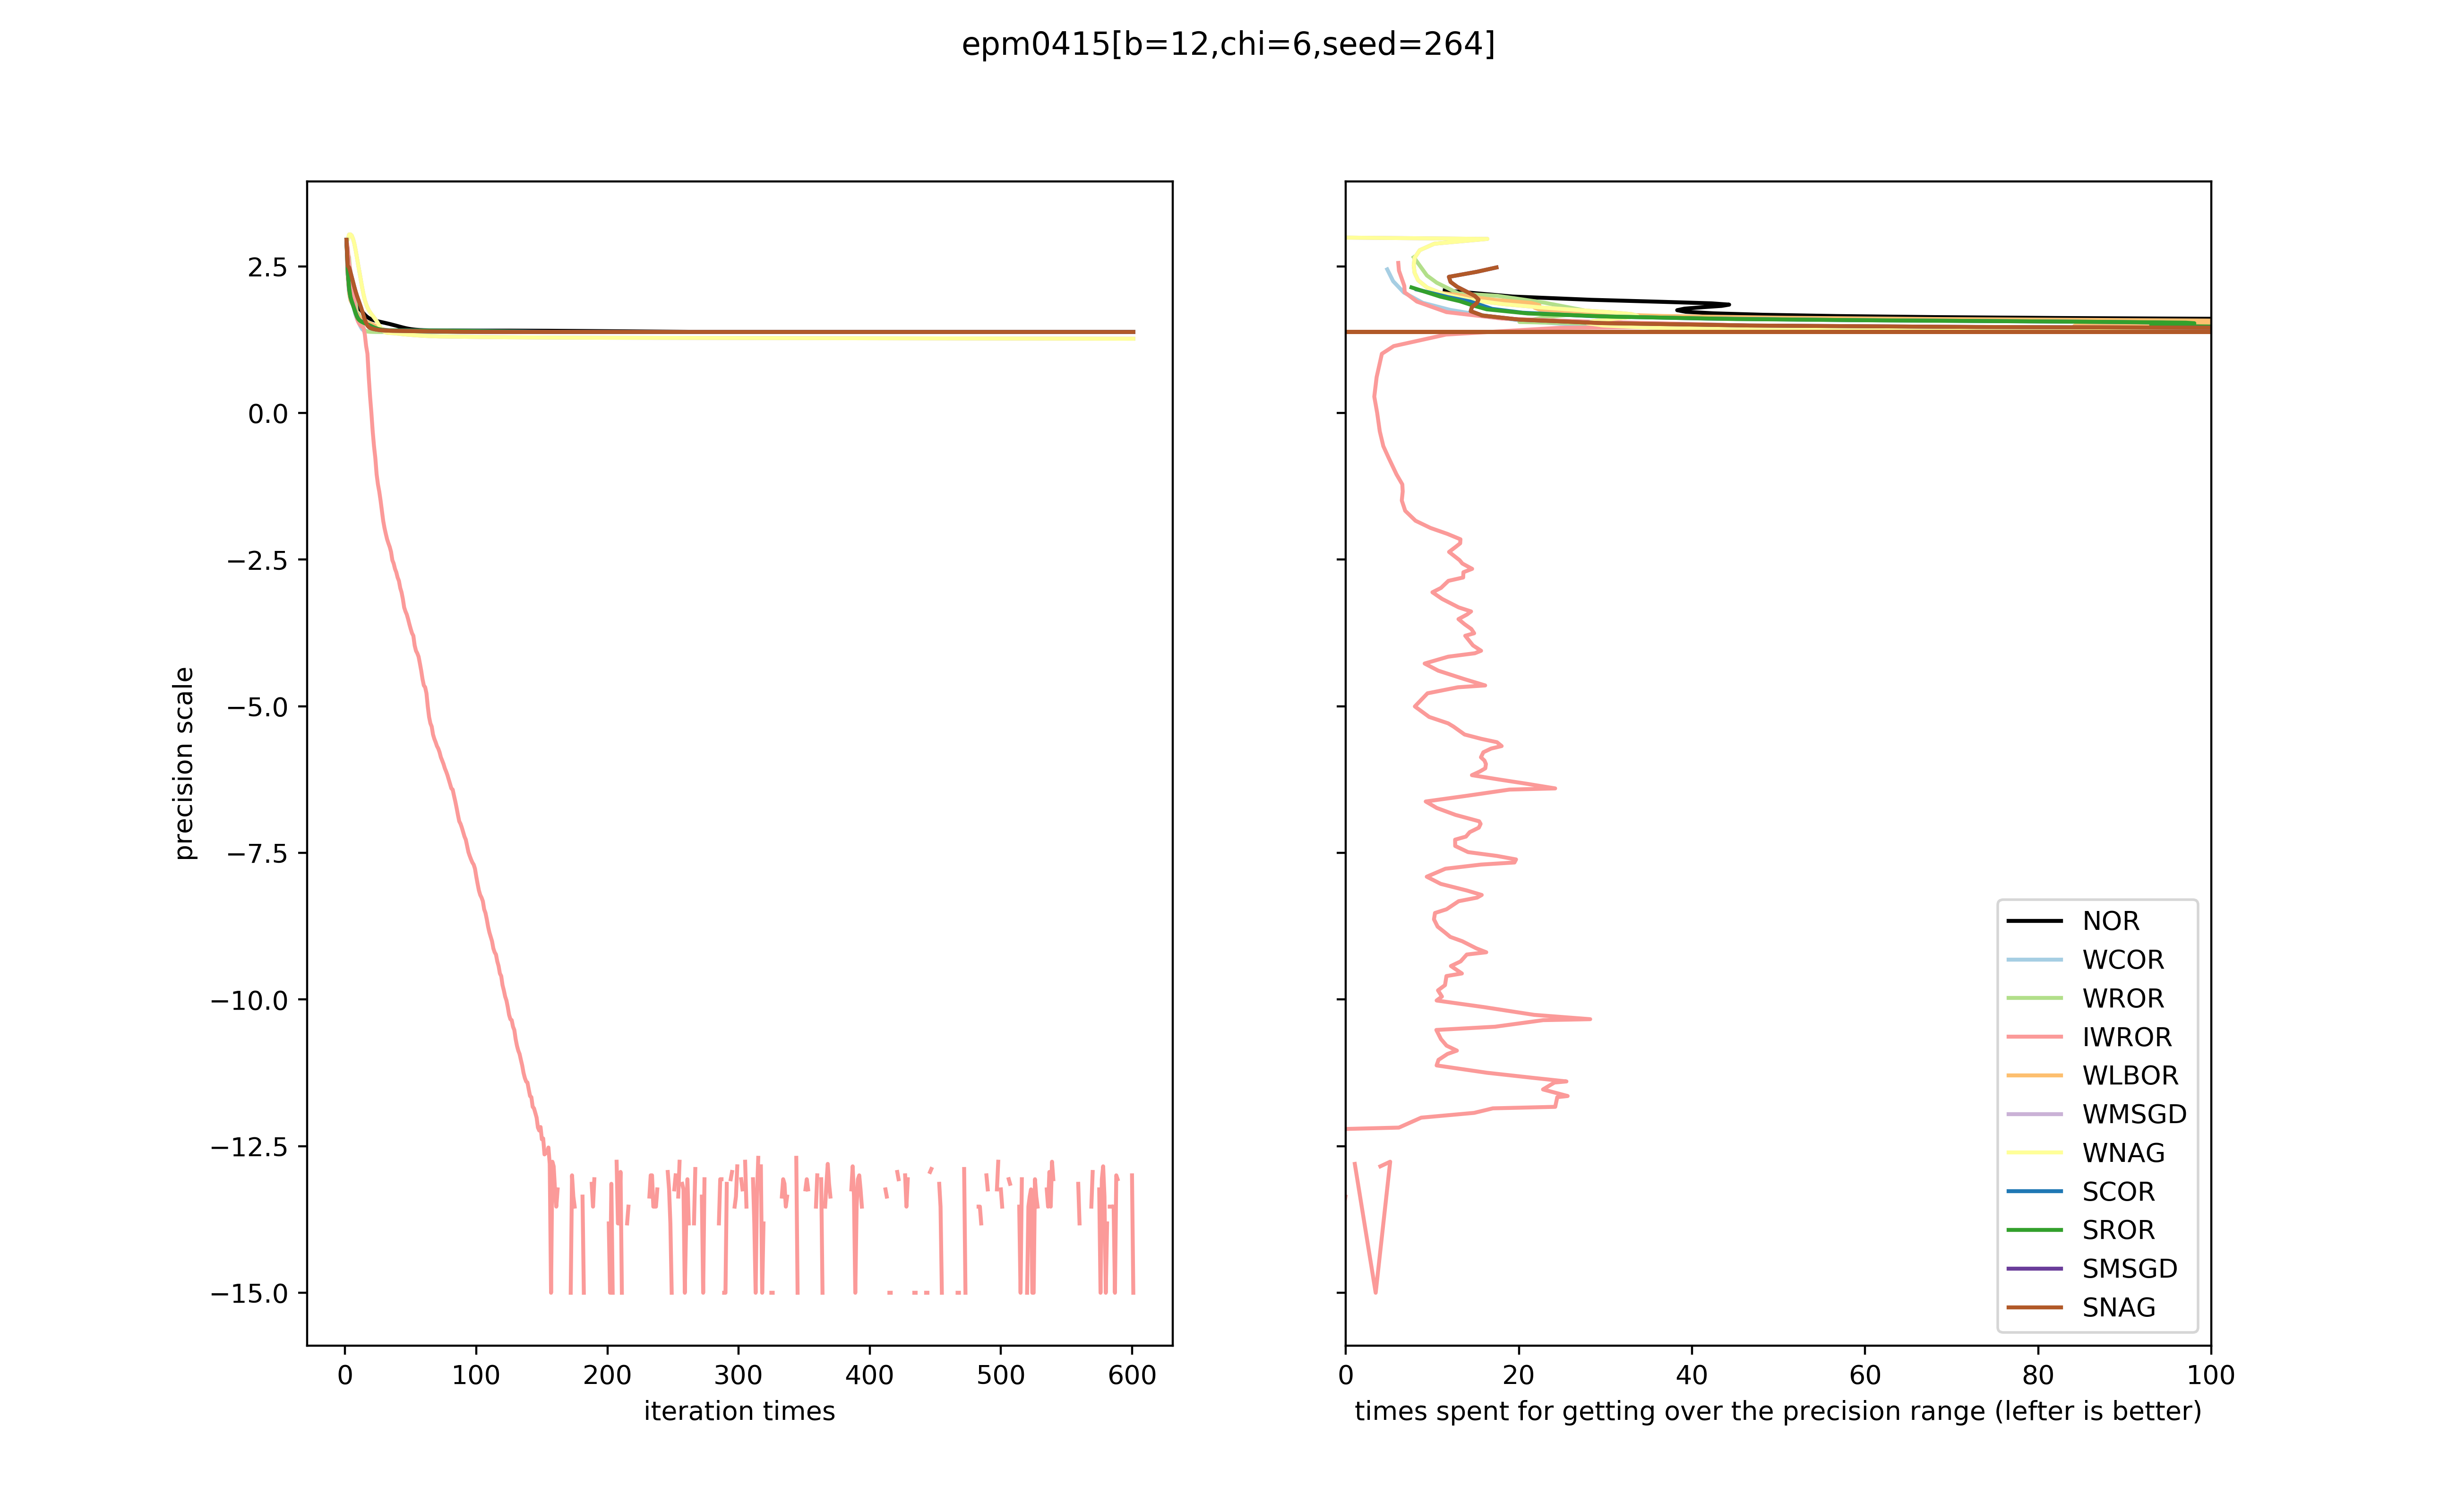 epm0415[b=12,chi=6,seed=264]
precision scale
2.5
0.0
−2.5
−5.0
−7.5
−10.0
−12.5
−15.0
0 100 200 300 400 500 600
iteration times
0 20 40 60 80 100
times spent for getting over the precision range (lefter is better)
NOR
WCOR
WROR
IWROR
WLBOR
WMSGD
WNAG
SCOR
SROR
SMSGD
SNAG